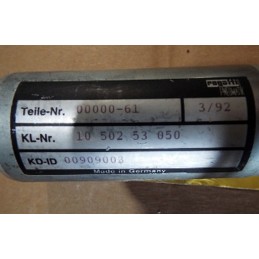 Teile-Nr. 00000-61 3/92
KL-Nr. 10 502 53 050
KD-ID 00909003
Made in Germany